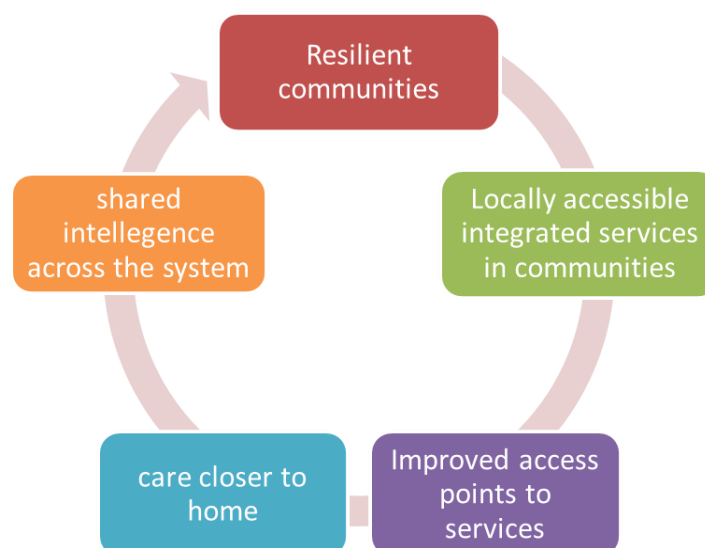 Resilient
communities
Locally accessible
integrated services
in communities
Improved access
points to
services
care closer to
home
shared
intellegence
across the system